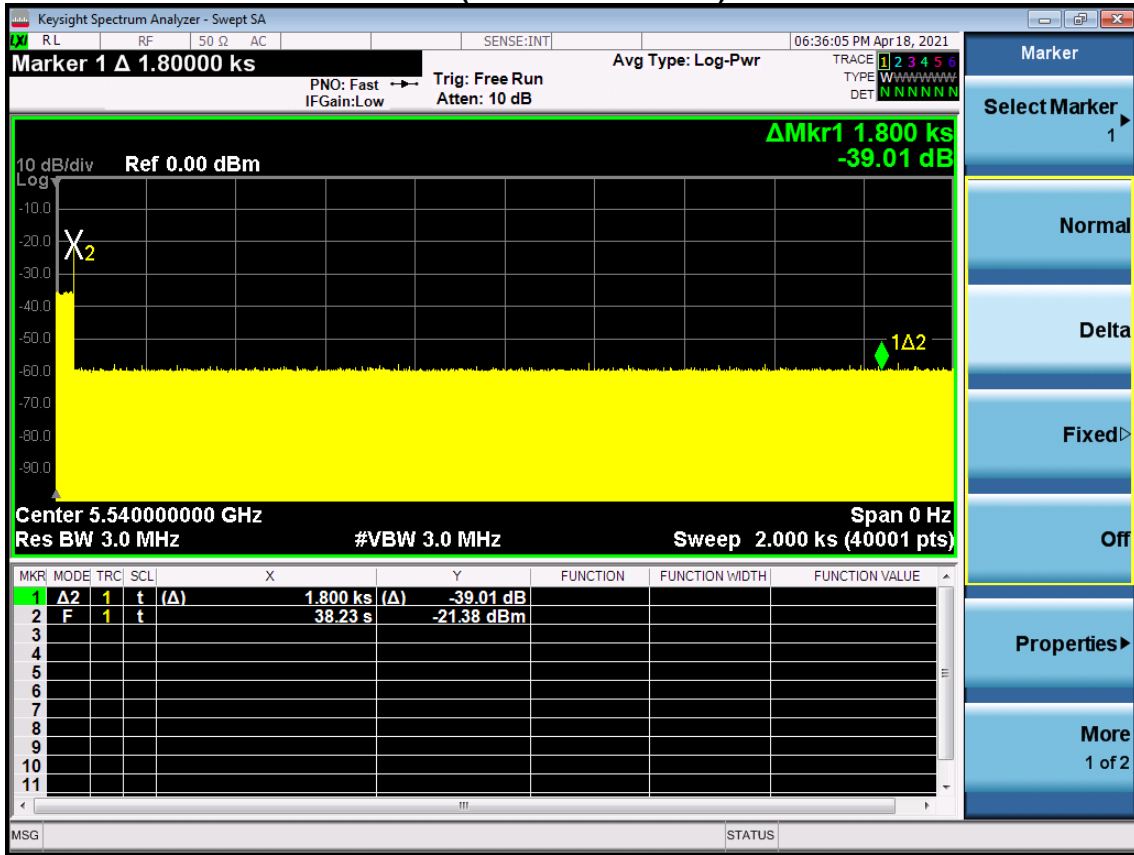 Keysight Spectrum Analyzer - Swept SA
LXI RL RF 50 Ω AC SENSE:INT 06:36:05 PM Apr 18, 2021
Marker 1 Δ 1.80000 ks
PNO: Fast
IFGain:Low
Trig: Free Run
Atten: 10 dB
Avg Type: Log-Pwr
TRACE 1 2 3 4 5 6
TYPE WWWWWW
DET N N N N N N
ΔMkr1 1.800 ks
-39.01 dB
10 dB/div Ref 0.00 dBm
Log
-10.0
-20.0
-30.0
-40.0
-50.0
-60.0
-70.0
-80.0
-90.0
X2
1Δ2
Center 5.540000000 GHz Span 0 Hz
Res BW 3.0 MHz #VBW 3.0 MHz Sweep 2.000 ks (40001 pts)
MKR MODE TRC SCL X Y FUNCTION FUNCTION WIDTH FUNCTION VALUE
1 Δ2 1 t (Δ) 1.800 ks (Δ) -39.01 dB
2 F 1 t 38.23 s -21.38 dBm
3
4
5
6
7
8
9
10
11
MSG STATUS
Marker
Select Marker
1
Normal
Delta
Fixed
Off
Properties
More
1 of 2